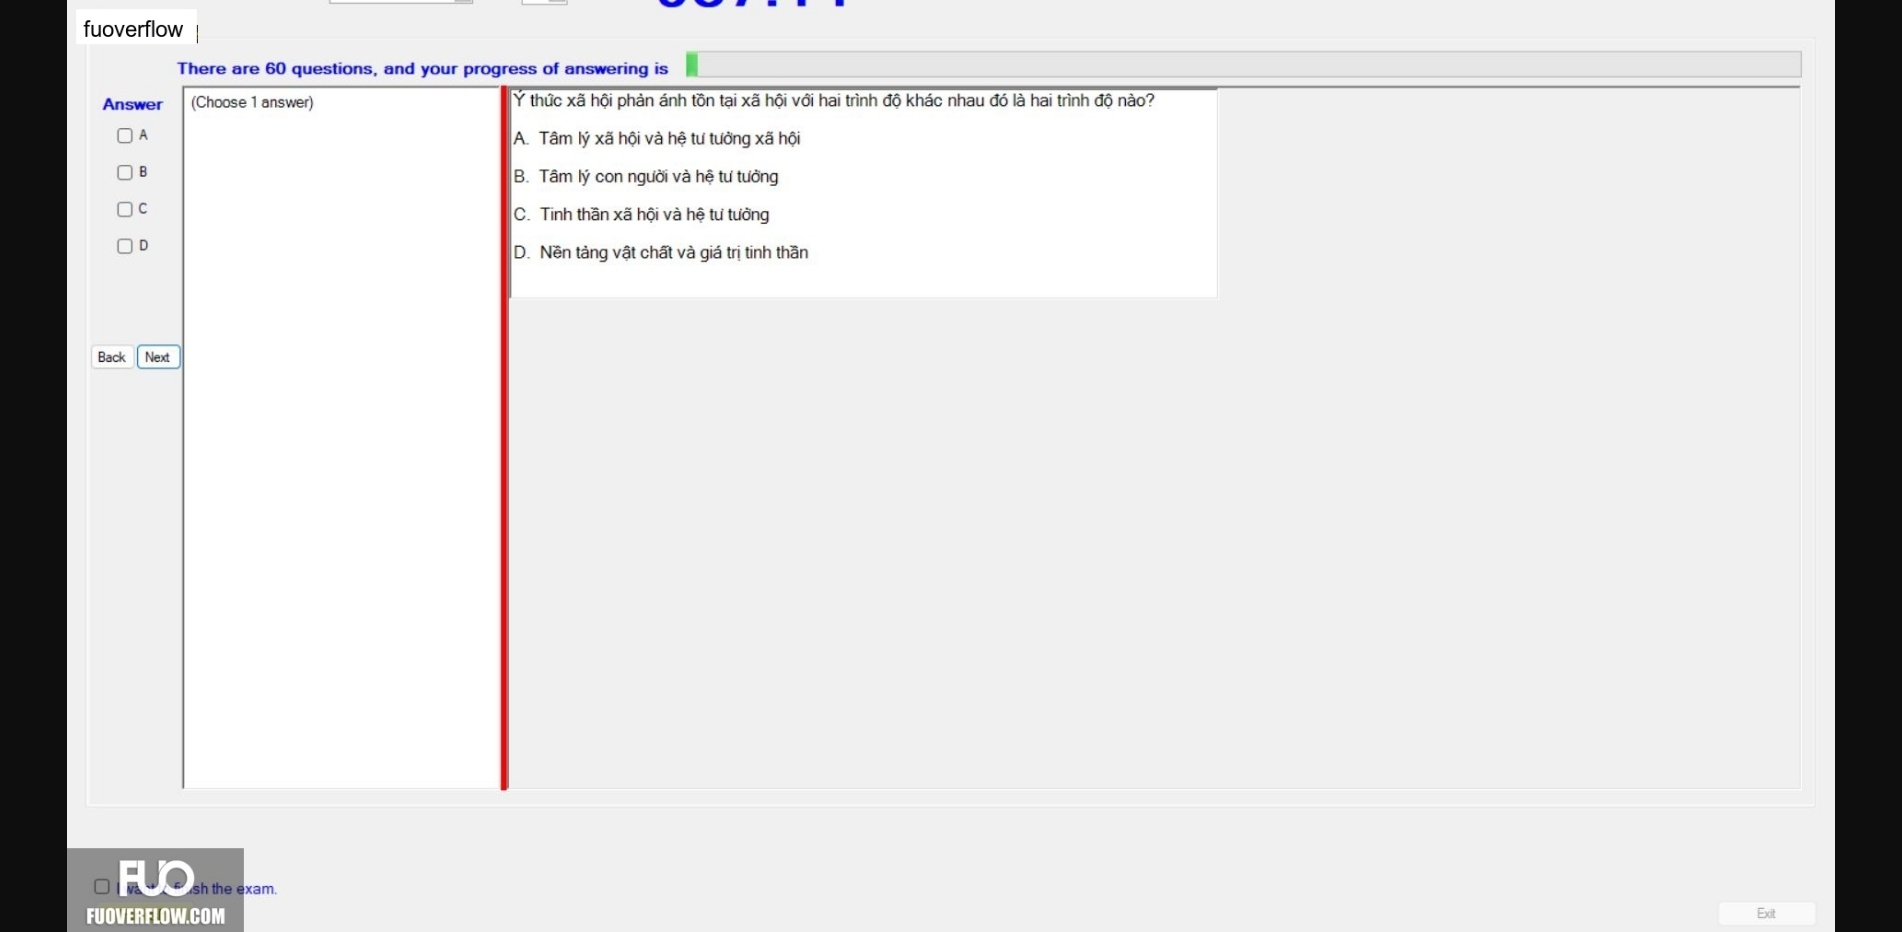 fuoverflow
There are 60 questions, and your progress of answering is
Answer
(Choose 1 answer)
A
B
C
D
Back
Next
Ý thức xã hội phản ánh tồn tại xã hội với hai trình độ khác nhau đó là hai trình độ nào?
A. Tâm lý xã hội và hệ tư tưởng xã hội
B. Tâm lý con người và hệ tư tưởng
C. Tinh thần xã hội và hệ tư tưởng
D. Nền tảng vật chất và giá trị tinh thần
I want finish the exam.
FUO
FUOVERFLOW.COM
Exit